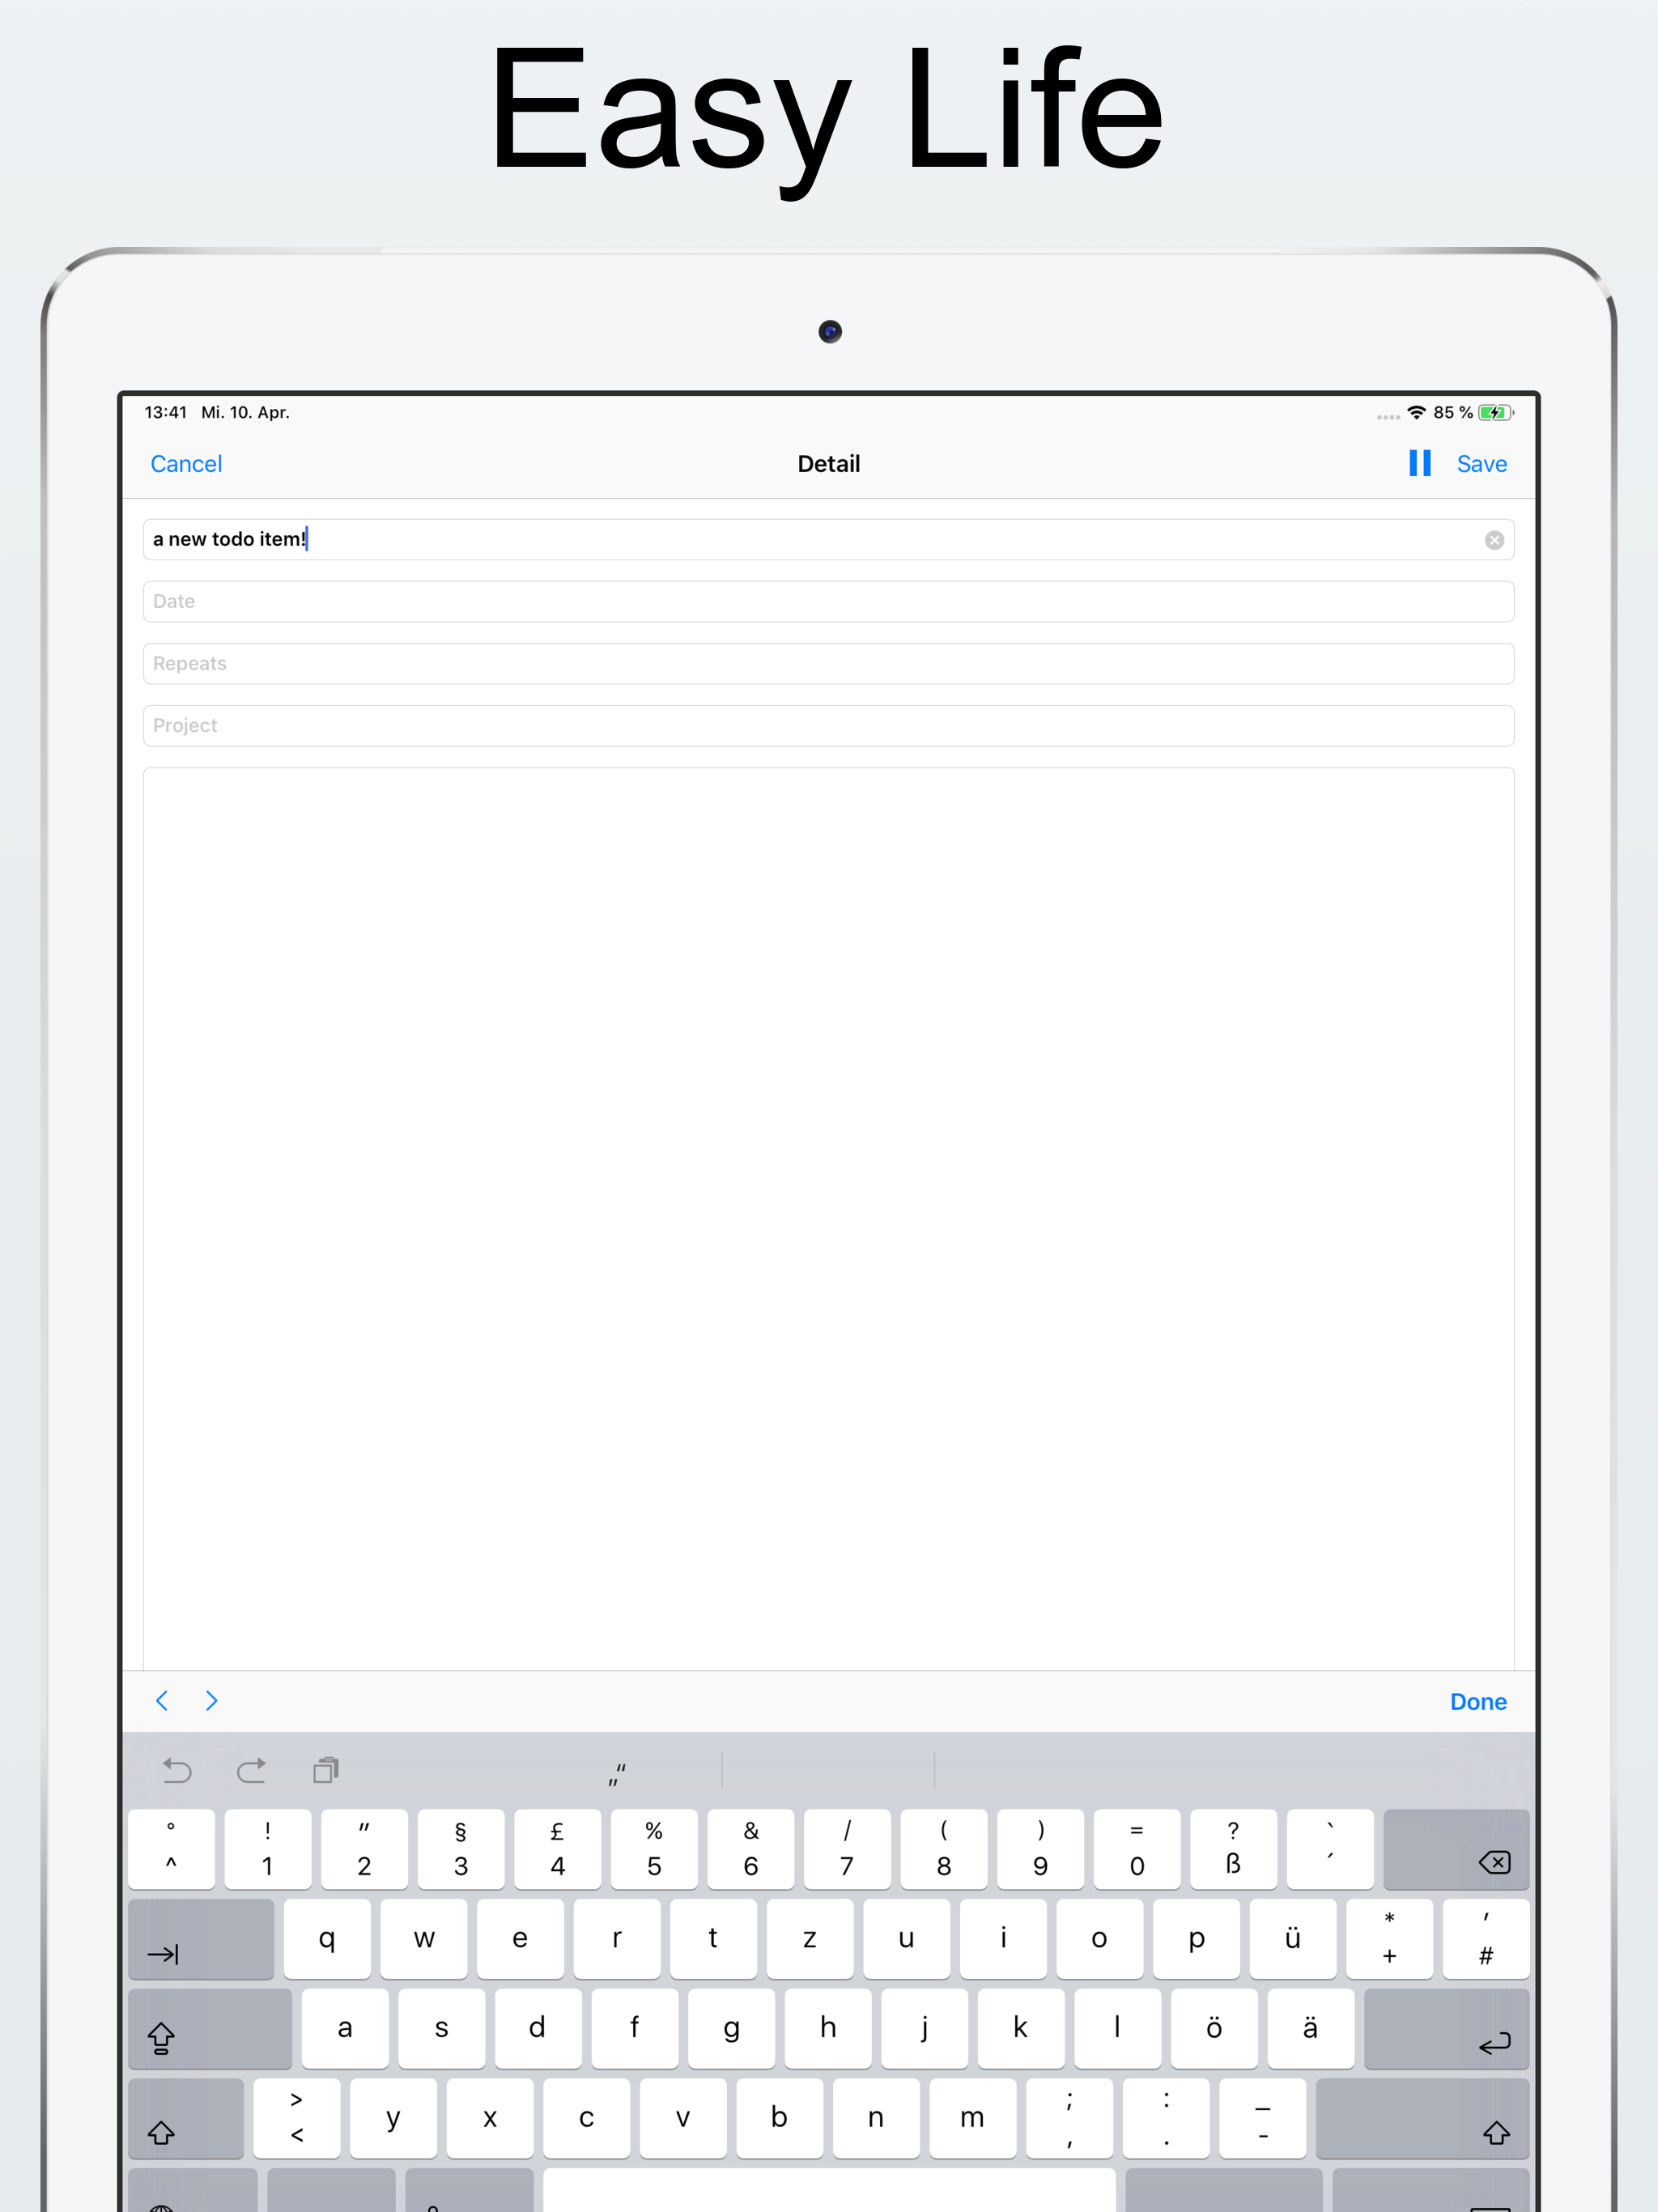 Easy Life
13:41 Mi. 10. Apr. 85 %
Cancel Detail Save
a new todo item!
Date
Repeats
Project
Done
„“
° ! " § £ % & / ( ) = ? `
^ 1 2 3 4 5 6 7 8 9 0 ß ´
q w e r t z u i o p ü * +  ' #
a s d f g h j k l ö ä
> < y x c v b n m ; , : . _ -